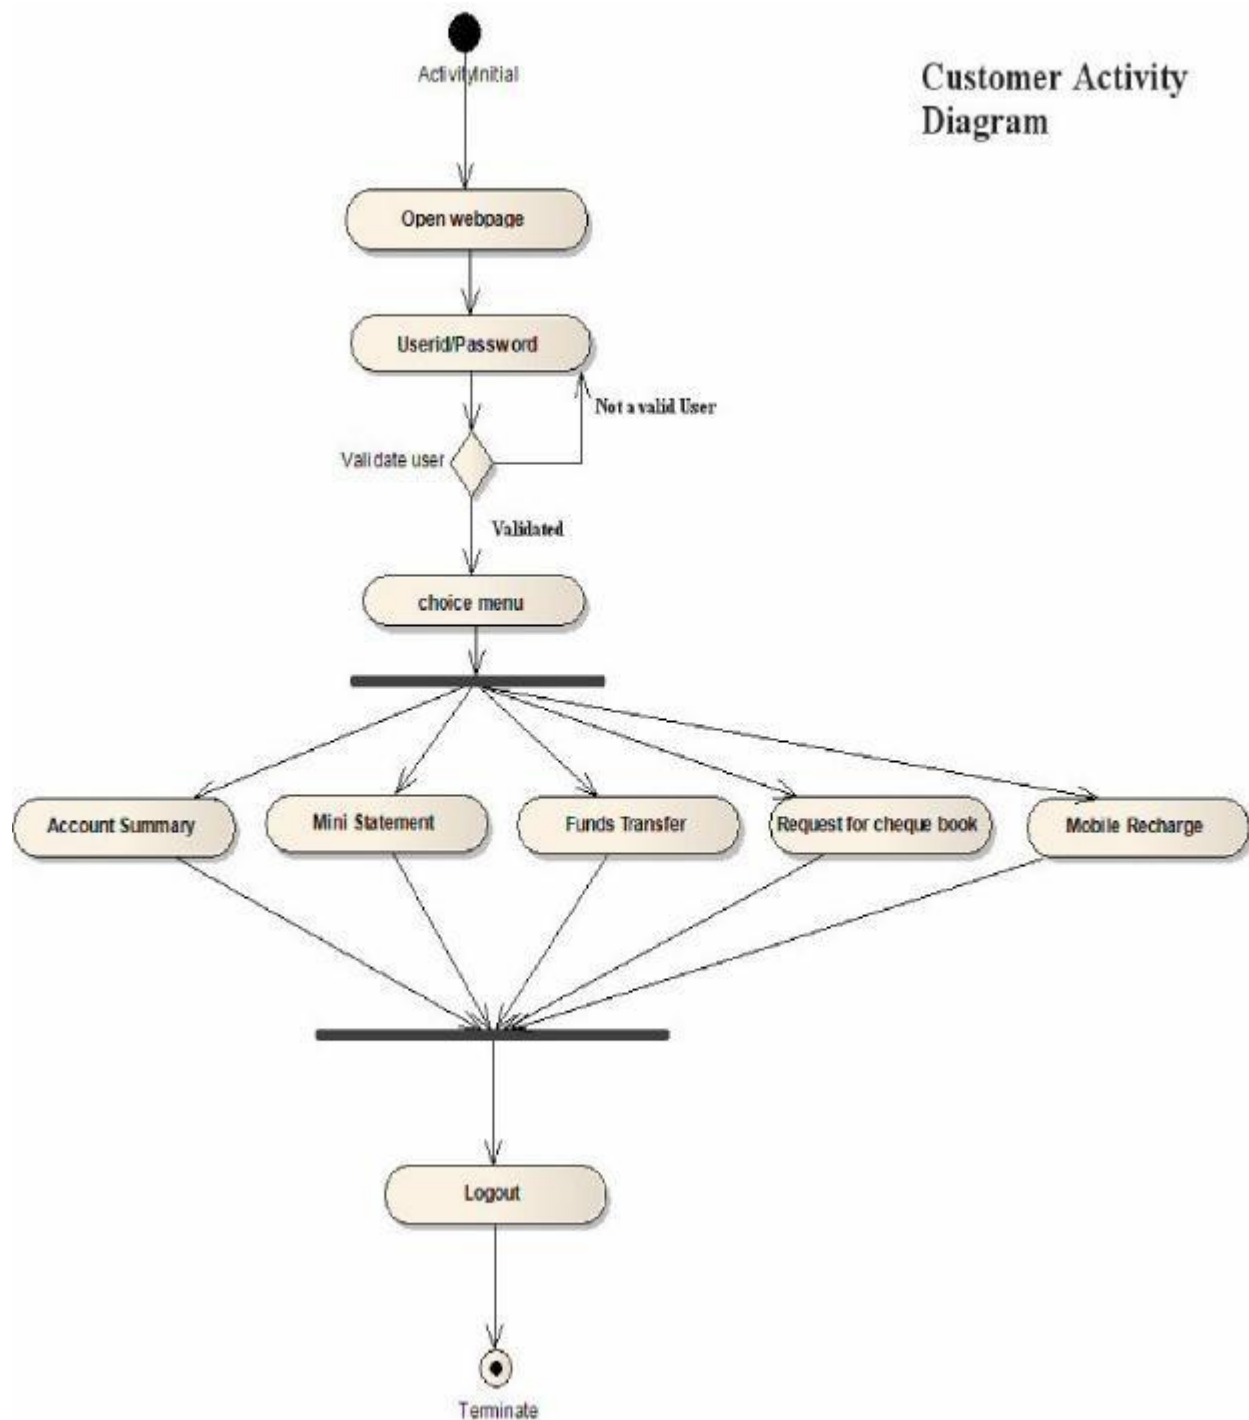 ActivityInitial
Customer Activity
Diagram
Open webpage
Userid/Password
Not a valid User
Validate user
Validated
choice menu
Account Summary
Mini Statement
Funds Transfer
Request for cheque book
Mobile Recharge
Logout
Terminate